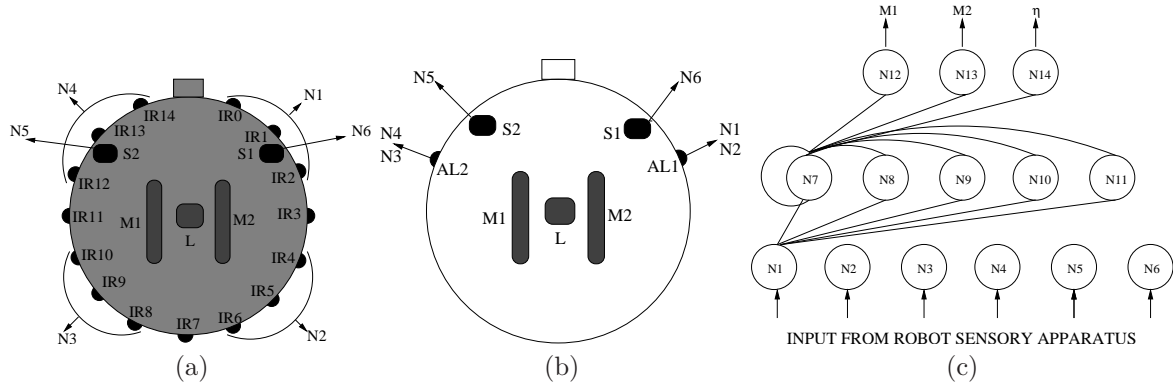 N4
N1
IR14
IR0
N5
IR13
IR1
N6
S2
S1
IR12
IR2
IR11
M1
M2
IR3
L
IR10
IR4
IR9
IR5
IR8
IR7
IR6
N3
N2
(a)
N5
N6
S2
S1
N4
N3
N1
N2
AL2
AL1
M1
M2
L
(b)
M1 M2 η
N12 N13 N14
N7 N8 N9 N10 N11
N1 N2 N3 N4 N5 N6
INPUT FROM ROBOT SENSORY APPARATUS
(c)